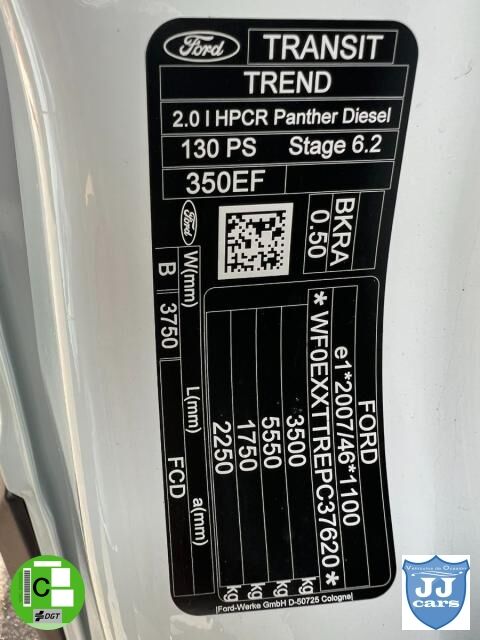 Ford
TRANSIT
TREND
2.0 l HPCR Panther Diesel
130 PS Stage 6.2
350EF
BKRA
0.50
Ford
W(mm) L(mm) a(mm)
B 3750 FCD
FORD
e1*2007/46*1100
*WF0EXXTTREPC37620*
3500 kg
5550 kg
1750 kg
2250 kg
Ford-Werke GmbH D-50725 Cologne
C
DGT
Vehículos de Ocasión
JJ
cars